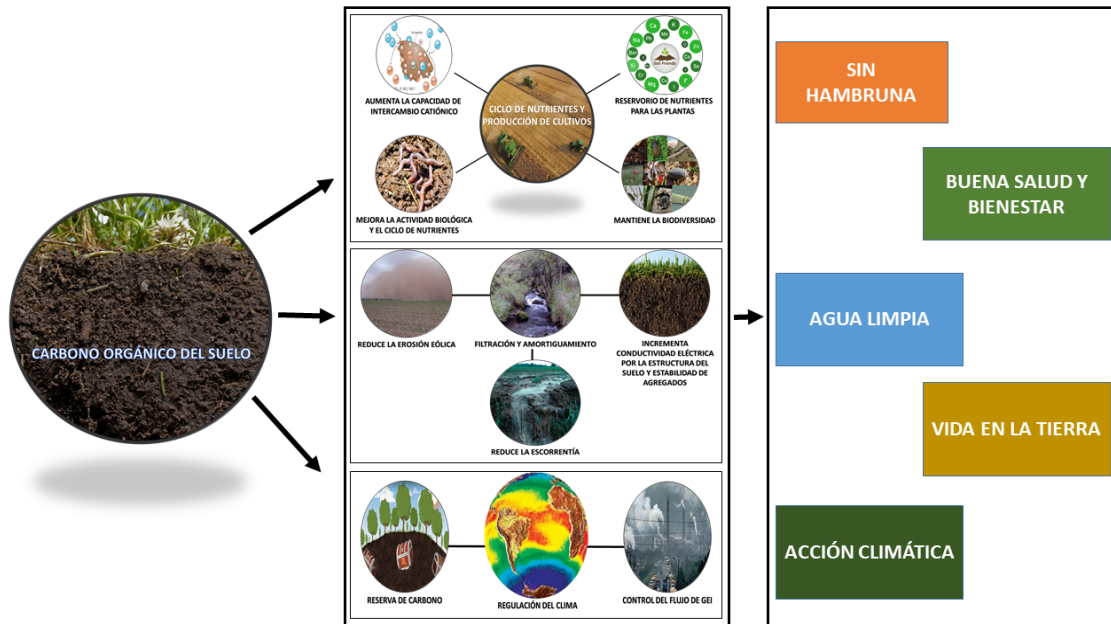 CARBONO ORGÁNICO DEL SUELO
AUMENTA LA CAPACIDAD DE
INTERCAMBIO CATIÓNICO
CICLO DE NUTRIENTES Y
PRODUCCIÓN DE CULTIVOS
RESERVORIO DE NUTRIENTES
PARA LAS PLANTAS
MEJORA LA ACTIVIDAD BIOLÓGICA
Y EL CICLO DE NUTRIENTES
MANTIENE LA BIODIVERSIDAD
REDUCE LA EROSIÓN EÓLICA
FILTRACIÓN Y AMORTIGUAMIENTO
INCREMENTA
CONDUCTIVIDAD ELÉCTRICA
POR LA ESTRUCTURA DEL
SUELO Y ESTABILIDAD DE
AGREGADOS
REDUCE LA ESCORRENTÍA
RESERVA DE CARBONO
REGULACIÓN DEL CLIMA
CONTROL DEL FLUJO DE GEI
SIN
HAMBRUNA
BUENA SALUD Y
BIENESTAR
AGUA LIMPIA
VIDA EN LA TIERRA
ACCIÓN CLIMÁTICA